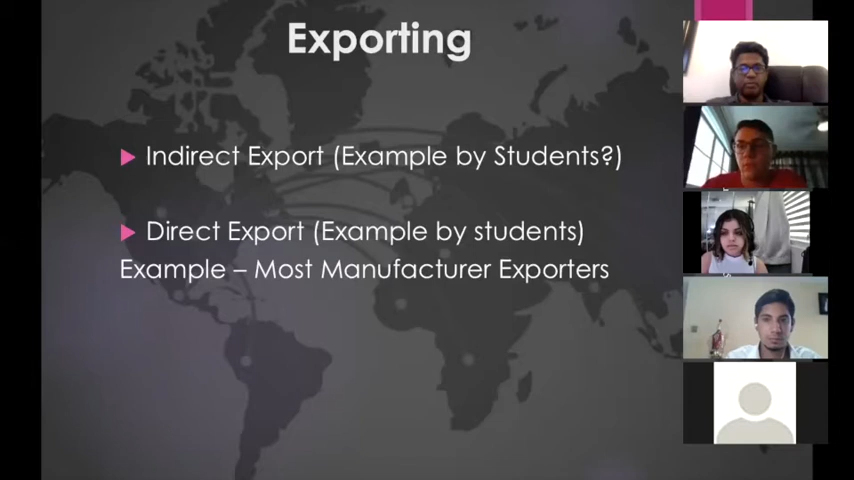 Exporting
Indirect Export (Example by Students?)
Direct Export (Example by students)
Example – Most Manufacturer Exporters